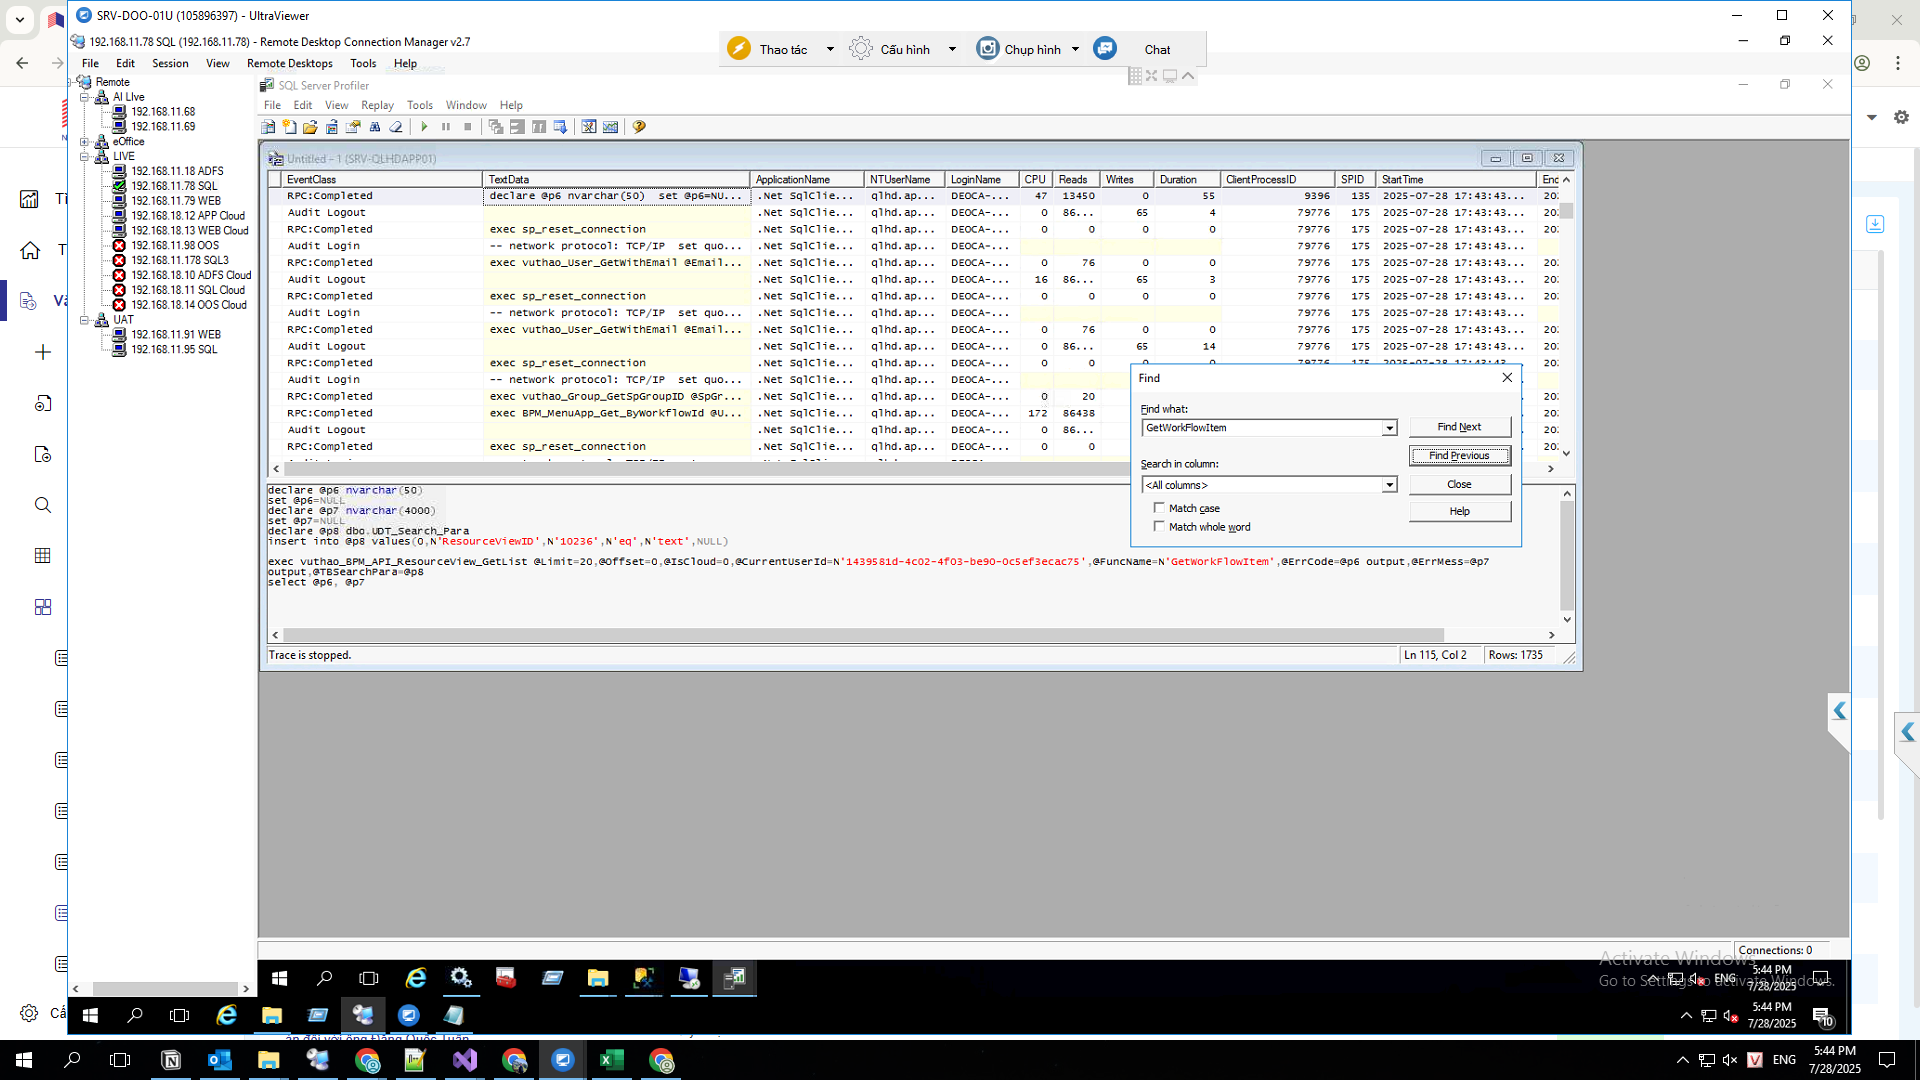 SRV-DOO-01U (105896397) - UltraViewer
192.168.11.78 SQL (192.168.11.78) - Remote Desktop Connection Manager v2.7
Thao tác
Cấu hình
Chụp hình
Chat
File Edit Session View Remote Desktops Tools Help
Remote
AI LIve
192.168.11.68
192.168.11.69
eOffice
LIVE
192.168.11.18 ADFS
192.168.11.78 SQL
192.168.11.79 WEB
192.168.18.12 APP Cloud
192.168.18.13 WEB Cloud
192.168.11.98 OOS
192.168.11.178 SQL3
192.168.18.10 ADFS Cloud
192.168.18.11 SQL Cloud
192.168.18.14 OOS Cloud
UAT
192.168.11.91 WEB
192.168.11.95 SQL
SQL Server Profiler
File Edit View Replay Tools Window Help
Untitled - 1 (SRV-QLHDAPP01)
EventClass TextData ApplicationName NTUserName LoginName CPU Reads Writes Duration ClientProcessID SPID StartTime
RPC:Completed declare @p6 nvarchar(50) set @p6=NU... .Net SqlClie... qlhd.ap... DEOCA-... 47 13450 0 55 9396 135 2025-07-28 17:43:43...
Audit Logout .Net SqlClie... qlhd.ap... DEOCA-... 0 86... 65 4 79776 175 2025-07-28 17:43:43...
RPC:Completed exec sp_reset_connection .Net SqlClie... qlhd.ap... DEOCA-... 0 0 0 0 79776 175 2025-07-28 17:43:43...
Audit Login -- network protocol: TCP/IP set quo... .Net SqlClie... qlhd.ap... DEOCA-... 79776 175 2025-07-28 17:43:43...
RPC:Completed exec vuthao_User_GetWithEmail @Email... .Net SqlClie... qlhd.ap... DEOCA-... 0 76 0 0 79776 175 2025-07-28 17:43:43...
Audit Logout .Net SqlClie... qlhd.ap... DEOCA-... 16 86... 65 3 79776 175 2025-07-28 17:43:43...
RPC:Completed exec sp_reset_connection .Net SqlClie... qlhd.ap... DEOCA-... 0 0 0 0 79776 175 2025-07-28 17:43:43...
Audit Login -- network protocol: TCP/IP set quo... .Net SqlClie... qlhd.ap... DEOCA-... 79776 175 2025-07-28 17:43:43...
RPC:Completed exec vuthao_User_GetWithEmail @Email... .Net SqlClie... qlhd.ap... DEOCA-... 0 76 0 0 79776 175 2025-07-28 17:43:43...
Audit Logout .Net SqlClie... qlhd.ap... DEOCA-... 0 86... 65 14 79776 175 2025-07-28 17:43:43...
RPC:Completed exec sp_reset_connection .Net SqlClie... qlhd.ap... DEOCA-... 0 0
Audit Login -- network protocol: TCP/IP set quo... .Net SqlClie... qlhd.ap... DEOCA-...
RPC:Completed exec vuthao_Group_GetSpGroupID @SpGr... .Net SqlClie... qlhd.ap... DEOCA-... 0 20
RPC:Completed exec BPM_MenuApp_Get_ByWorkflowId @U... .Net SqlClie... qlhd.ap... DEOCA-... 172 86438
Audit Logout .Net SqlClie... qlhd.ap... DEOCA-... 0 86...
RPC:Completed exec sp_reset_connection .Net SqlClie... qlhd.ap... DEOCA-... 0 0
Find
Find what:
GetWorkFlowItem
Find Next
Find Previous
Search in column:
<All columns>
Close
Match case
Help
Match whole word
declare @p6 nvarchar(50)
set @p6=NULL
declare @p7 nvarchar(4000)
set @p7=NULL
declare @p8 dbo.UDT_Search_Para
insert into @p8 values(0,N'ResourceViewID',N'10236',N'eq',N'text',NULL)
exec vuthao_BPM_API_ResourceView_GetList @Limit=20,@Offset=0,@IsCloud=0,@CurrentUserId=N'1439581d-4c02-4f03-be90-0c5ef3ecac75',@FuncName=N'GetWorkFlowItem',@ErrCode=@p6 output,@ErrMess=@p7
output,@TBSearchPara=@p8
select @p6, @p7
Trace is stopped.
Ln 115, Col 2
Rows: 1735
Connections: 0
Activate Windows
Go to Settings to activate Windows.
ENG
5:44 PM
7/28/2025
5:44 PM
7/28/2025
10
ENG
5:44 PM
7/28/2025